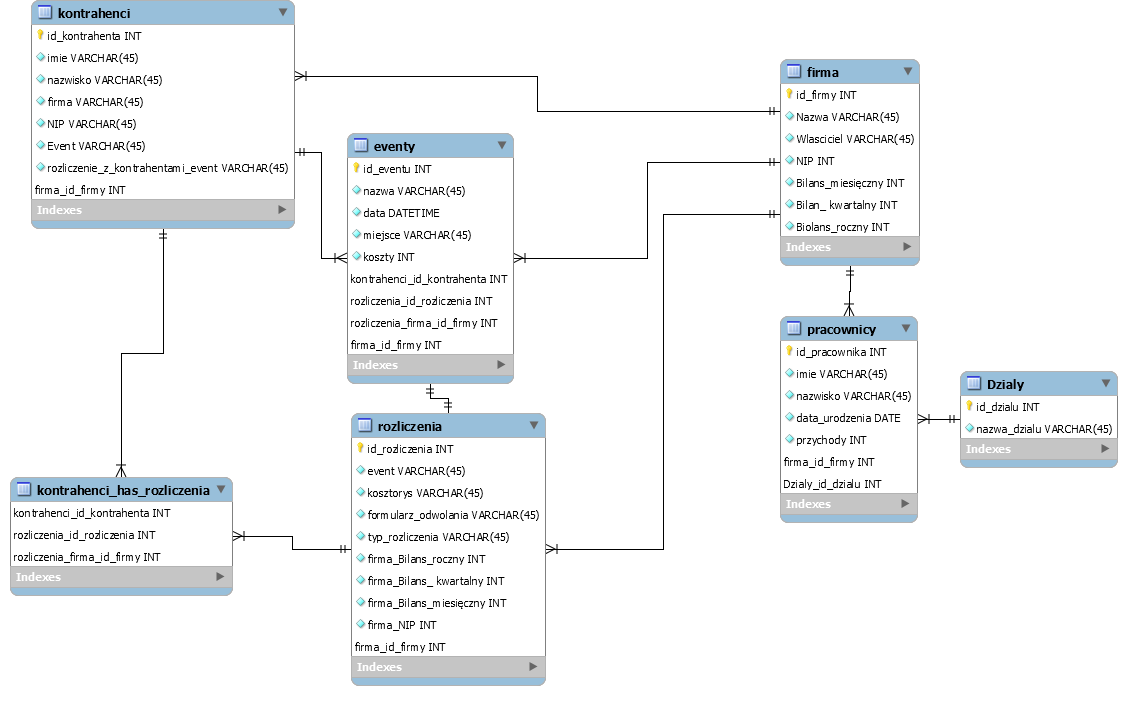 kontrahenci
id_kontrahenta INT
imie VARCHAR(45)
nazwisko VARCHAR(45)
firma VARCHAR(45)
NIP VARCHAR(45)
Event VARCHAR(45)
rozliczenie_z_kontrahentami_event VARCHAR(45)
firma_id_firmy INT
Indexes
eventy
id_eventu INT
nazwa VARCHAR(45)
data DATETIME
miejsce VARCHAR(45)
koszty INT
kontrahenci_id_kontrahenta INT
rozliczenia_id_rozliczenia INT
rozliczenia_firma_id_firmy INT
firma_id_firmy INT
Indexes
firma
id_firmy INT
Nazwa VARCHAR(45)
Wlasciciel VARCHAR(45)
NIP INT
Bilans_miesięczny INT
Bilan_ kwartalny INT
Biolans_roczny INT
Indexes
pracownicy
id_pracownika INT
imie VARCHAR(45)
nazwisko VARCHAR(45)
data_urodzenia DATE
przychody INT
firma_id_firmy INT
Dzialy_id_dzialu INT
Indexes
Dzialy
id_dzialu INT
nazwa_dzialu VARCHAR(45)
Indexes
kontrahenci_has_rozliczenia
kontrahenci_id_kontrahenta INT
rozliczenia_id_rozliczenia INT
rozliczenia_firma_id_firmy INT
Indexes
rozliczenia
id_rozliczenia INT
event VARCHAR(45)
kosztorys VARCHAR(45)
formularz_odwolania VARCHAR(45)
typ_rozliczenia VARCHAR(45)
firma_Bilans_roczny INT
firma_Bilans_ kwartalny INT
firma_Bilans_miesięczny INT
firma_NIP INT
firma_id_firmy INT
Indexes